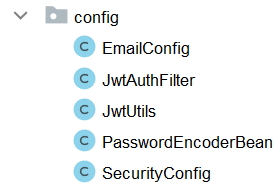 config
C EmailConfig
C JwtAuthFilter
C JwtUtils
C PasswordEncoderBean
C SecurityConfig